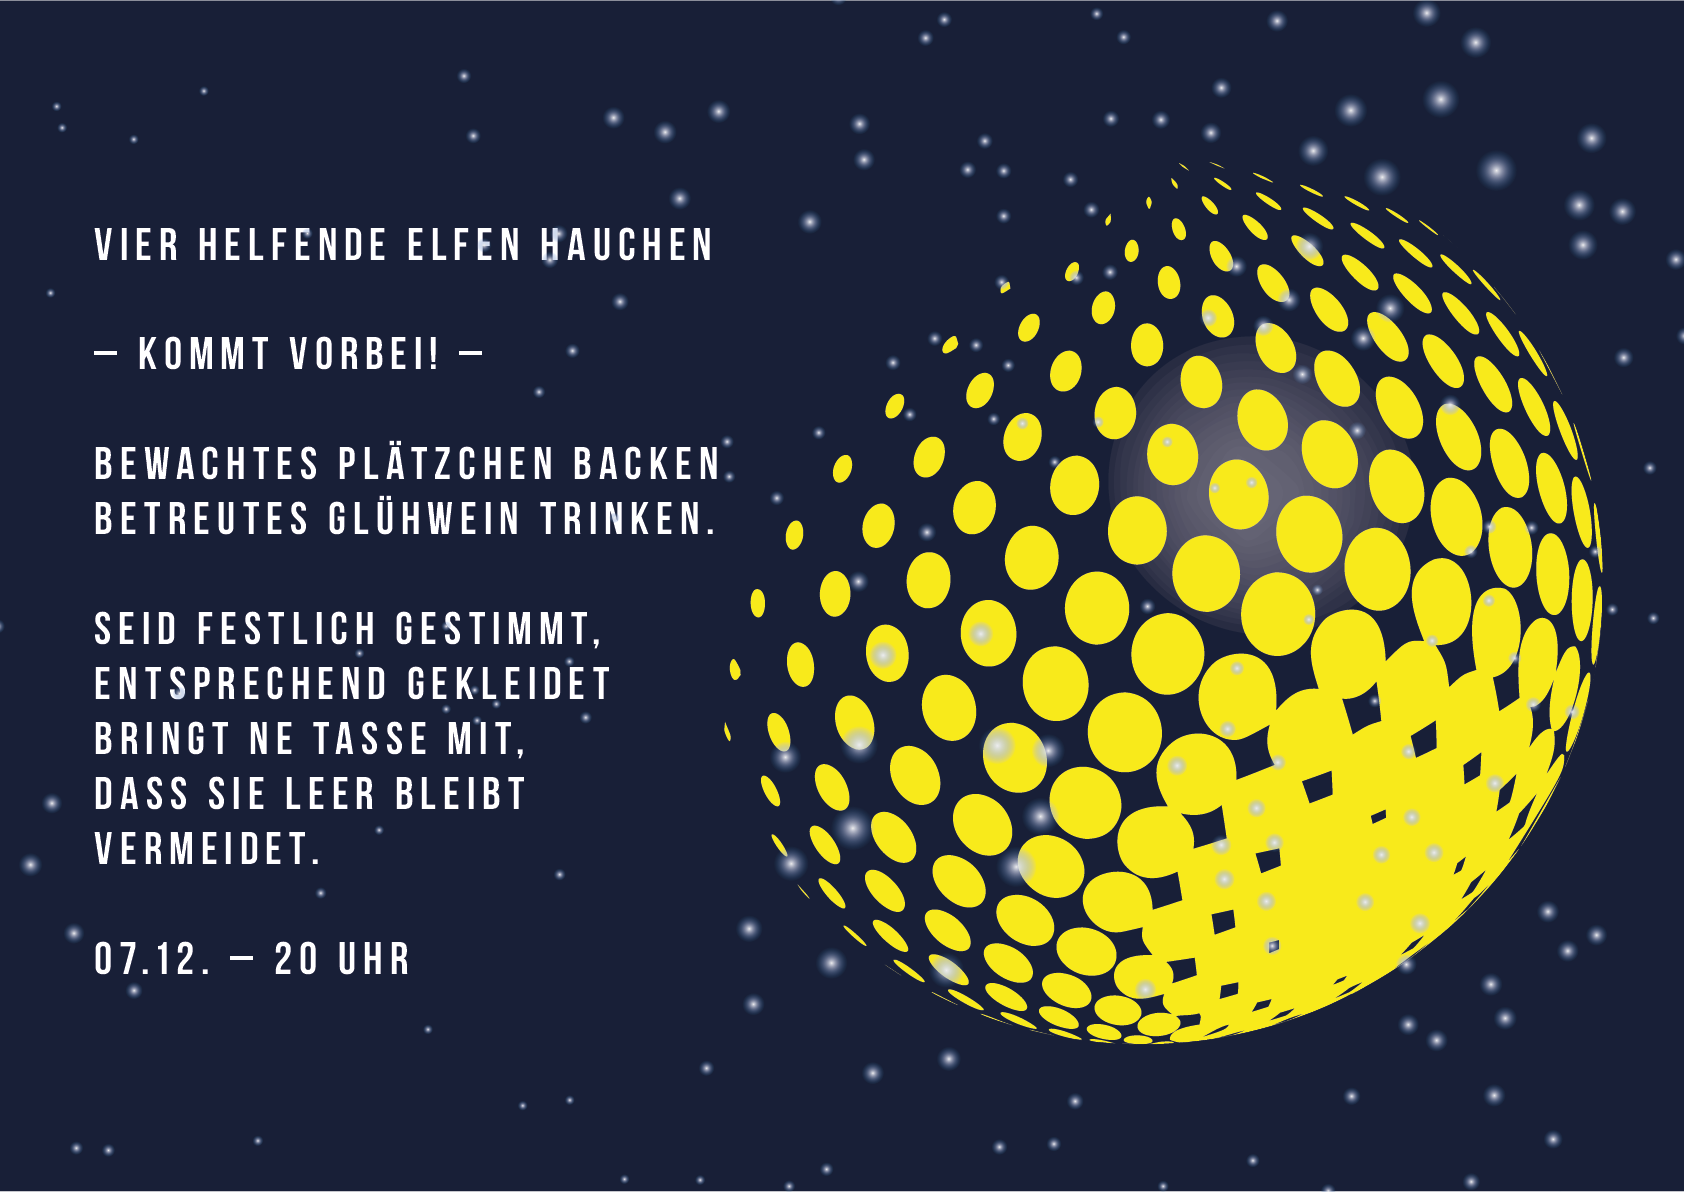 VIER HELFENDE ELFEN HAUCHEN
– KOMMT VORBEI! –
BEWACHTES PLÄTZCHEN BACKEN
BETREUTES GLÜHWEIN TRINKEN.
SEID FESTLICH GESTIMMT,
ENTSPRECHEND GEKLEIDET
BRINGT NE TASSE MIT,
DASS SIE LEER BLEIBT
VERMEIDET.
07.12. – 20 UHR